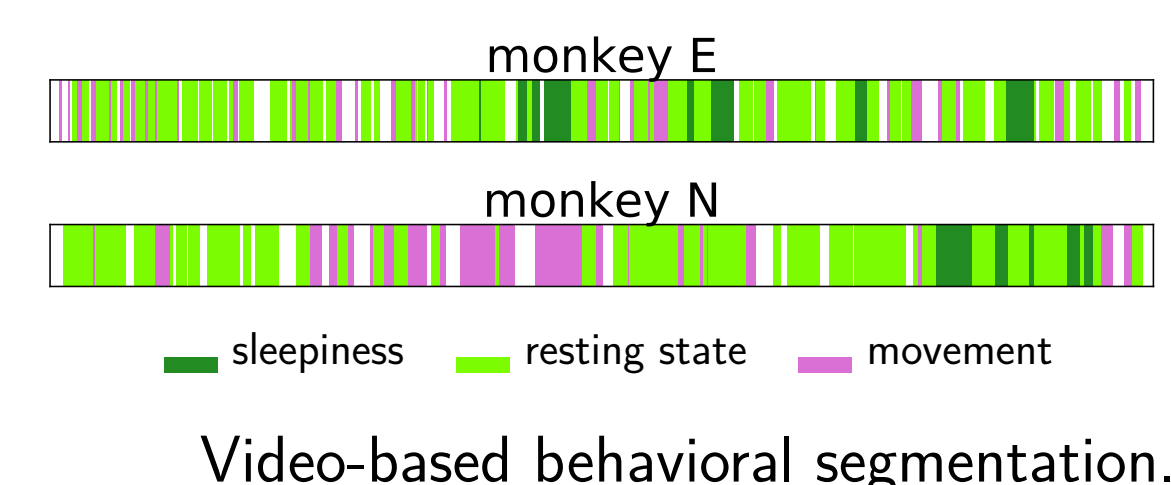 monkey E
monkey N
sleepiness resting state movement
Video-based behavioral segmentation.